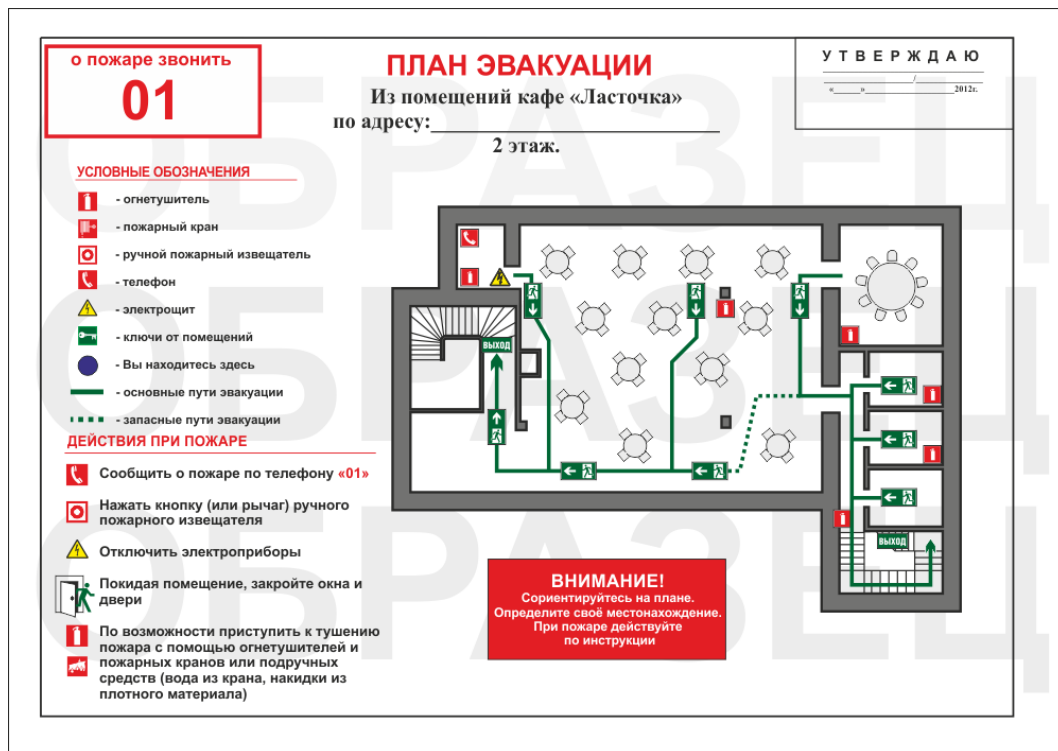 о пожаре звонить
01
ПЛАН ЭВАКУАЦИИ
Из помещений кафе «Ласточка»
по адресу:
2 этаж.
УТВЕРЖДАЮ
/
«     »     2012г.
УСЛОВНЫЕ ОБОЗНАЧЕНИЯ
- огнетушитель
- пожарный кран
- ручной пожарный извещатель
- телефон
- электрощит
- ключи от помещений
- Вы находитесь здесь
- основные пути эвакуации
- запасные пути эвакуации
ДЕЙСТВИЯ ПРИ ПОЖАРЕ
Сообщить о пожаре по телефону «01»
Нажать кнопку (или рычаг) ручного
пожарного извещателя
Отключить электроприборы
Покидая помещение, закройте окна и
двери
По возможности приступить к тушению
пожара с помощью огнетушителей и
пожарных кранов или подручных
средств (вода из крана, накидки из
плотного материала)
ВЫХОД
ВЫХОД
ВНИМАНИЕ!
Сориентируйтесь на плане.
Определите своё местонахождение.
При пожаре действуйте
по инструкции
ОБРАЗЕЦ
ОБРАЗЕЦ
ОБРАЗЕЦ